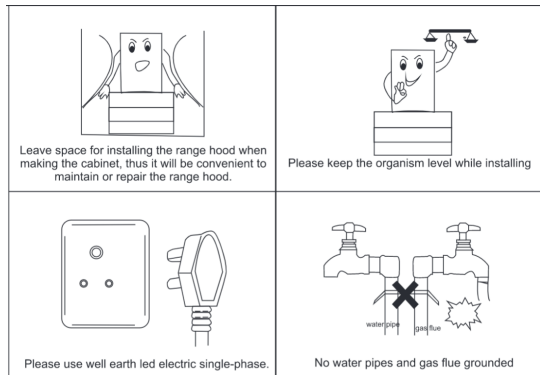 Leave space for installing the range hood when
making the cabinet, thus it will be convenient to
maintain or repair the range hood.
Please keep the organism level while installing
Please use well earth led electric single-phase.
water pipe
gas flue
No water pipes and gas flue grounded